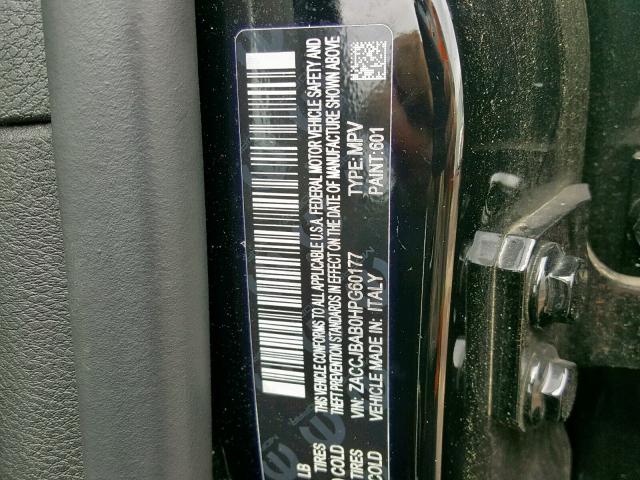 THIS VEHICLE CONFORMS TO ALL APPLICABLE U.S.A. FEDERAL MOTOR VEHICLE SAFETY AND
THEFT PREVENTION STANDARDS IN EFFECT ON THE DATE OF MANUFACTURE SHOWN ABOVE
VIN: ZACCJBAB0HPG60177 TYPE: MPV
VEHICLE MADE IN: ITALY PAINT: 601
LB
TIRES
COLD
TIRES
COLD